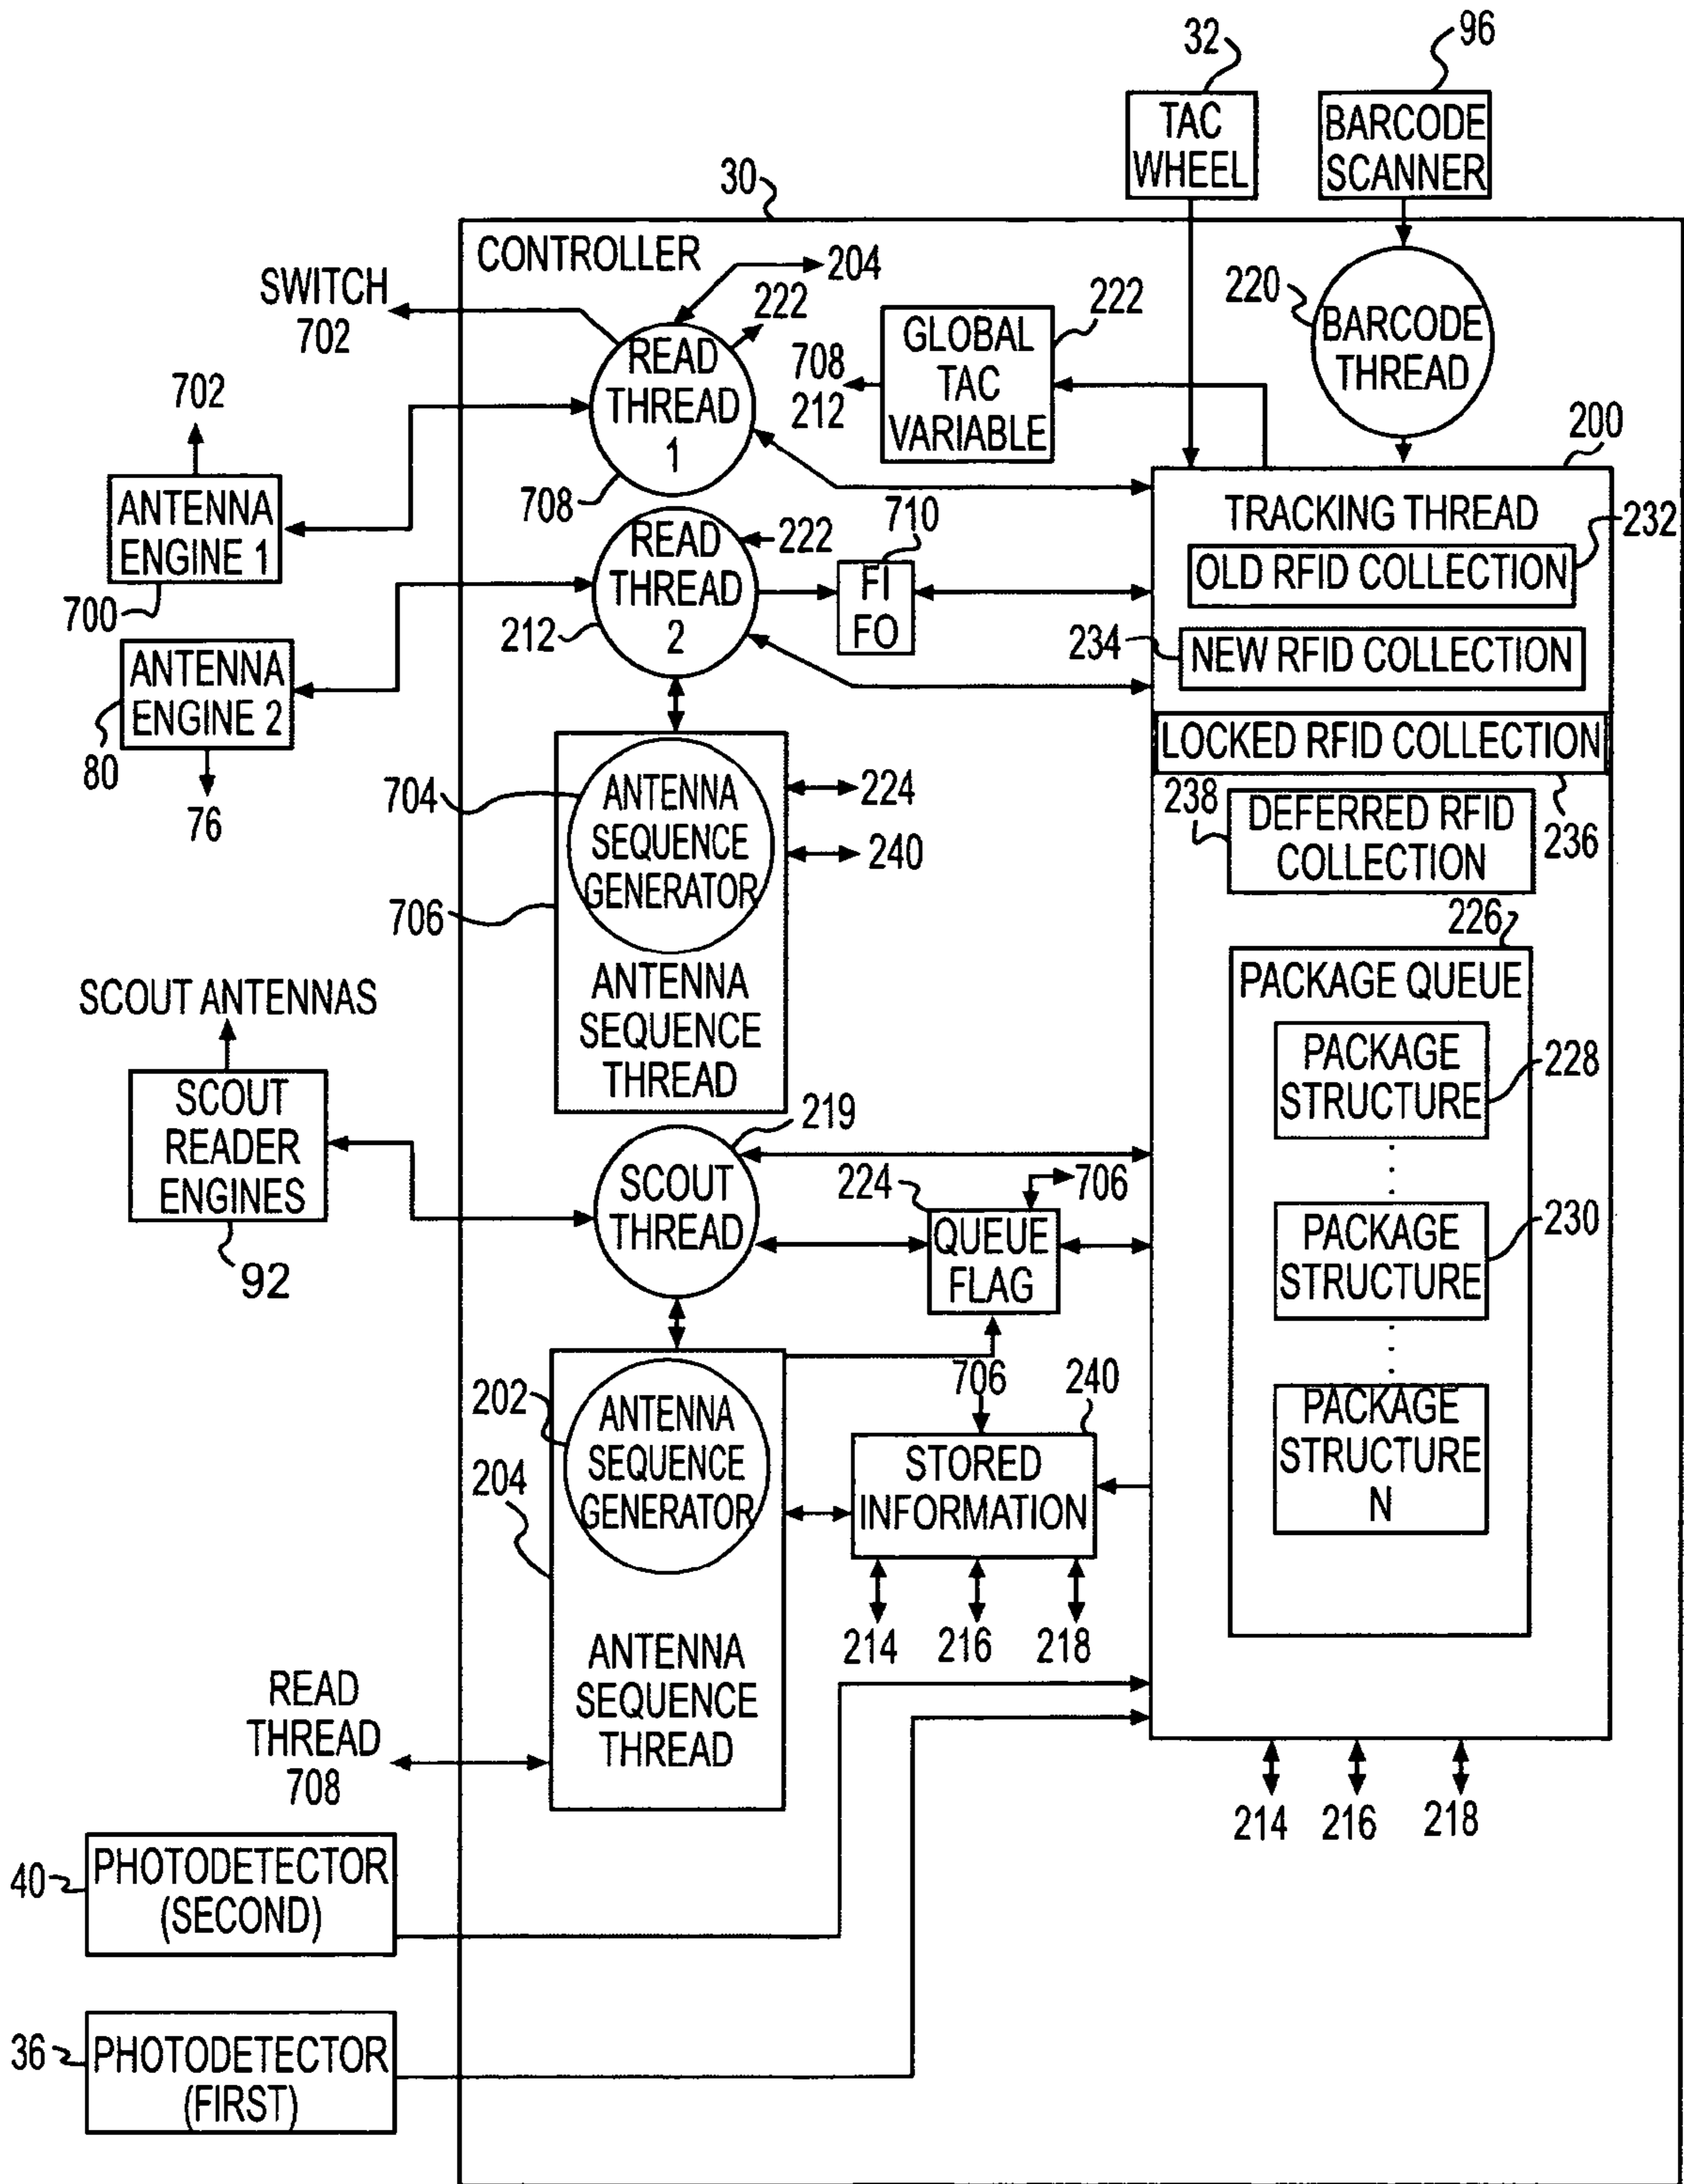 32
96
TAC
WHEEL
BARCODE
SCANNER
30
CONTROLLER
204
SWITCH
702
222
220
BARCODE
THREAD
222
GLOBAL
TAC
VARIABLE
708
212
READ
THREAD
1
708
702
ANTENNA
ENGINE 1
700
200
TRACKING THREAD
232
OLD RFID COLLECTION
710
FI
FO
READ
THREAD
2
222
212
234
NEW RFID COLLECTION
ANTENNA
ENGINE 2
80
76
LOCKED RFID COLLECTION
236
238
DEFERRED RFID
COLLECTION
704
ANTENNA
SEQUENCE
GENERATOR
224
240
706
ANTENNA
SEQUENCE
THREAD
226
PACKAGE QUEUE
PACKAGE
STRUCTURE
228
SCOUT ANTENNAS
SCOUT
READER
ENGINES
92
219
SCOUT
THREAD
224
706
QUEUE
FLAG
PACKAGE
STRUCTURE
230
PACKAGE
STRUCTURE
N
202
ANTENNA
SEQUENCE
GENERATOR
204
706
240
STORED
INFORMATION
214
216
218
ANTENNA
SEQUENCE
THREAD
READ
THREAD
708
214
216
218
40
PHOTODETECTOR
(SECOND)
36
PHOTODETECTOR
(FIRST)